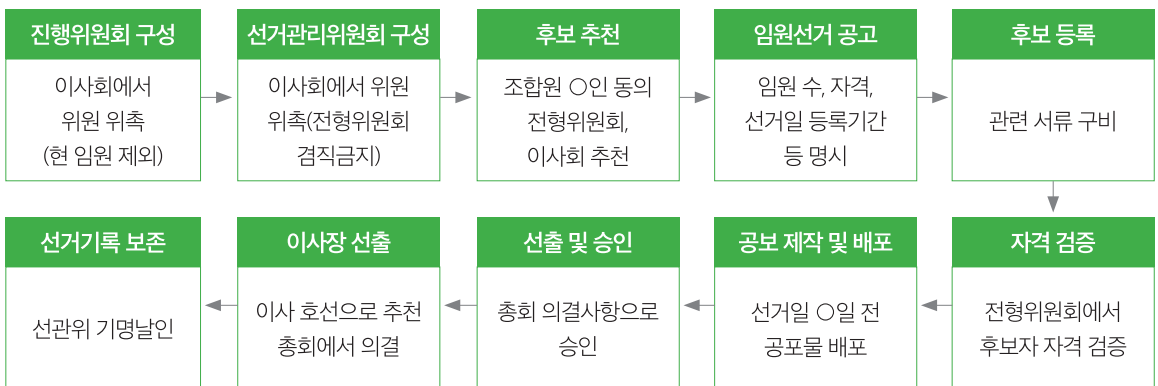 진행위원회 구성
이사회에서
위원 위촉
(현 임원 제외)
선거관리위원회 구성
이사회에서 위원
위촉(전형위원회
겸직금지)
후보 추천
조합원 ○인 동의
전형위원회,
이사회 추천
임원선거 공고
임원 수, 자격,
선거일 등록기간
등 명시
후보 등록
관련 서류 구비
자격 검증
전형위원회에서
후보자 자격 검증
공보 제작 및 배포
선거일 ○일 전
공포물 배포
선출 및 승인
총회 의결사항으로
승인
이사장 선출
이사 호선으로 추천
총회에서 의결
선거기록 보존
선관위 기명날인